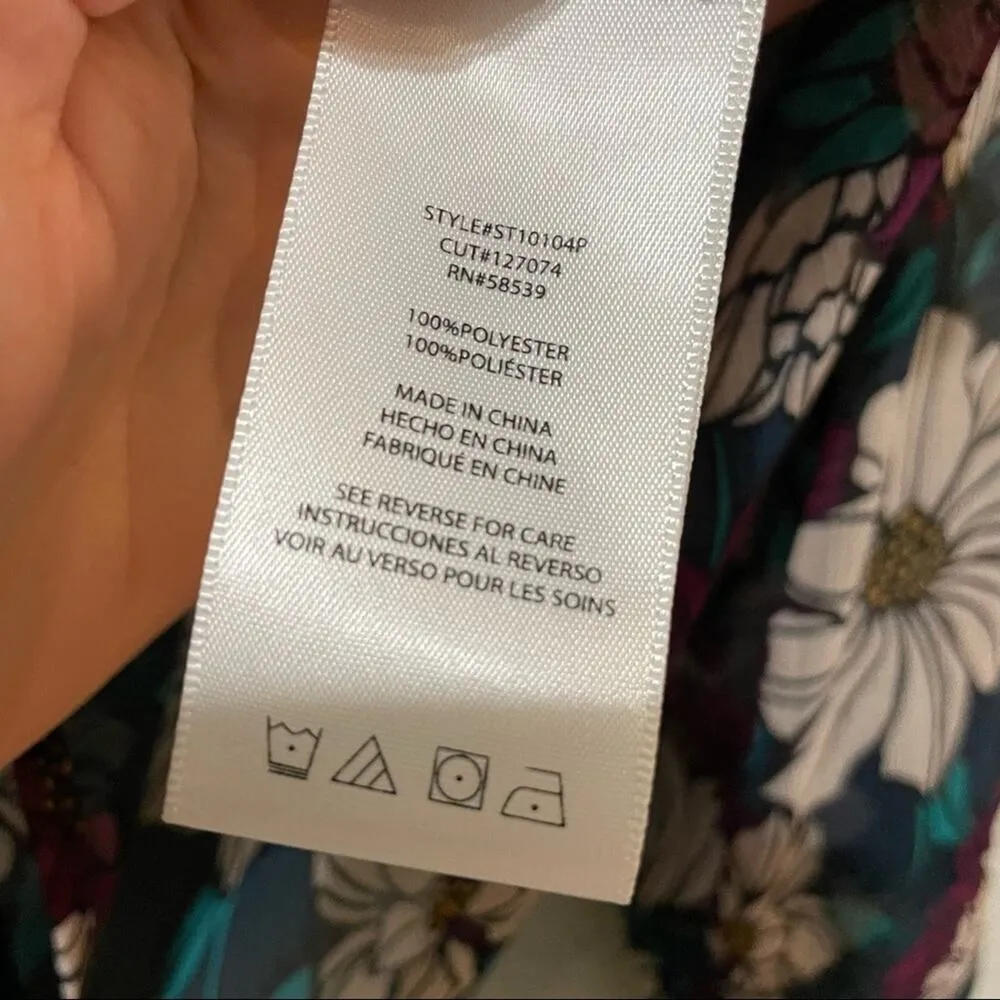 STYLE#ST10104P
CUT#127074
RN#58539
100%POLYESTER
100%POLIÉSTER
MADE IN CHINA
HECHO EN CHINA
FABRIQUÉ EN CHINE
SEE REVERSE FOR CARE
INSTRUCCIONES AL REVERSO
VOIR AU VERSO POUR LES SOINS